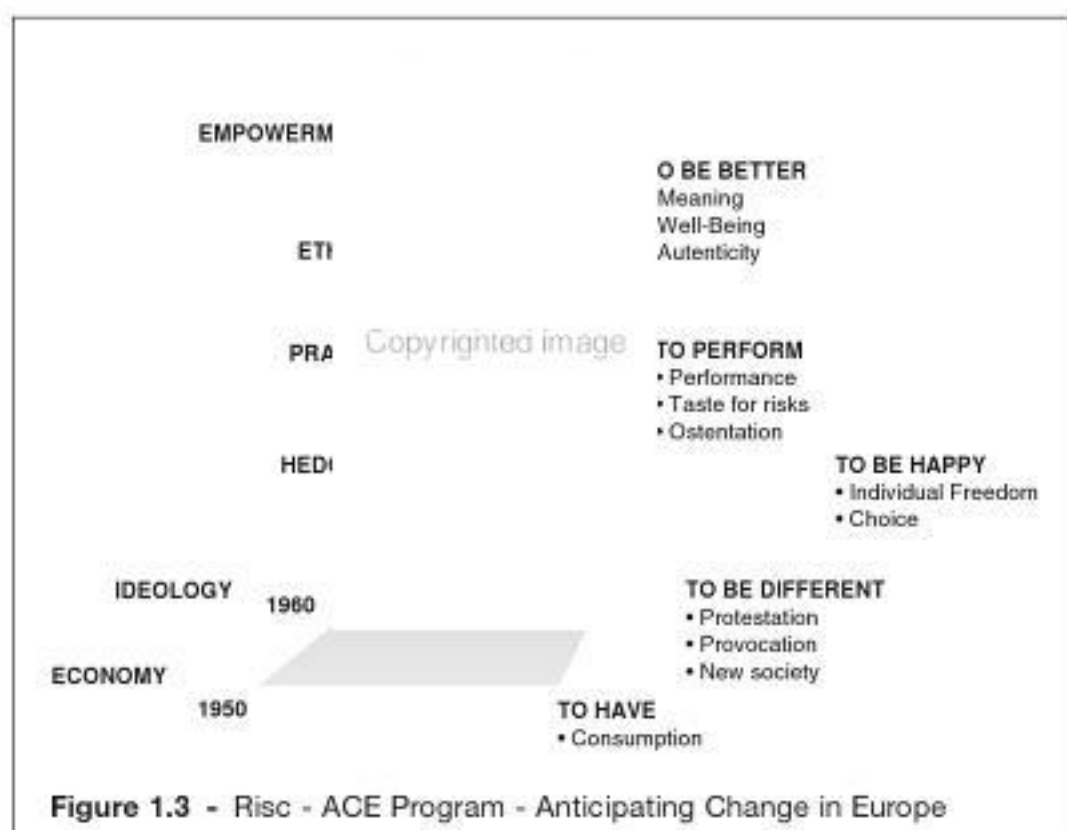 EMPOWERM
O BE BETTER
Meaning
Well-Being
Autenticity
ETH
Copyrighted image
PRA
TO PERFORM
• Performance
• Taste for risks
• Ostentation
HED
TO BE HAPPY
• Individual Freedom
• Choice
IDEOLOGY
1960
TO BE DIFFERENT
• Protestation
• Provocation
• New society
ECONOMY
1950
TO HAVE
• Consumption
Figure 1.3 - Risc - ACE Program - Anticipating Change in Europe